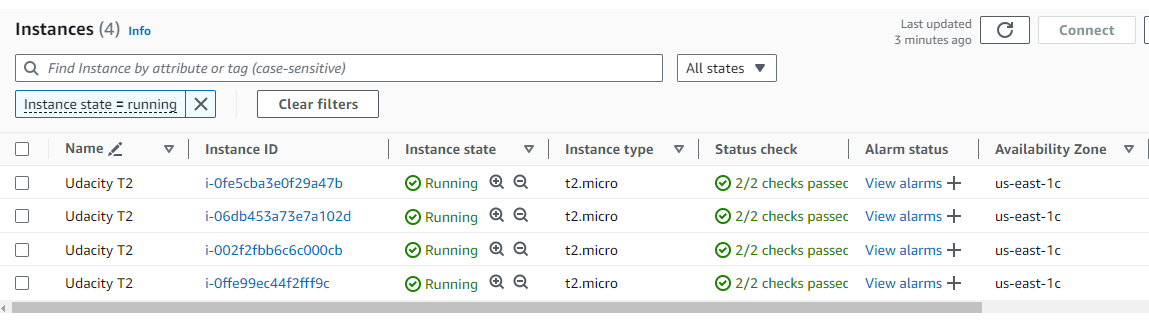 Instances (4) Info
Last updated
3 minutes ago
Connect
Find Instance by attribute or tag (case-sensitive)
All states
Instance state = running
Clear filters
Name Instance ID Instance state Instance type Status check Alarm status Availability Zone
Udacity T2 i-0fe5cba3e0f29a47b Running t2.micro 2/2 checks passec View alarms us-east-1c
Udacity T2 i-06db453a73e7a102d Running t2.micro 2/2 checks passec View alarms us-east-1c
Udacity T2 i-002f2fbb6c6c000cb Running t2.micro 2/2 checks passec View alarms us-east-1c
Udacity T2 i-0ffe99ec44f2fff9c Running t2.micro 2/2 checks passec View alarms us-east-1c